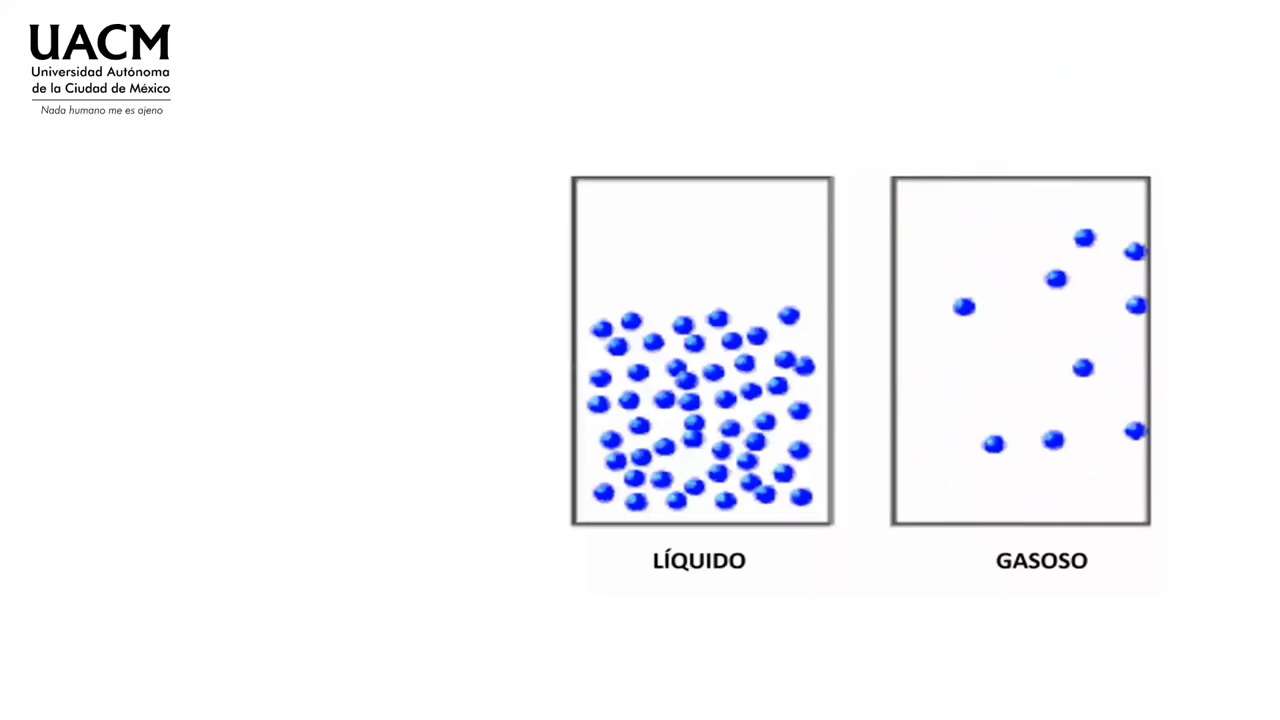 UACM
Universidad Autónoma
de la Ciudad de México
Nada humano me es ajeno
LÍQUIDO
GASOSO